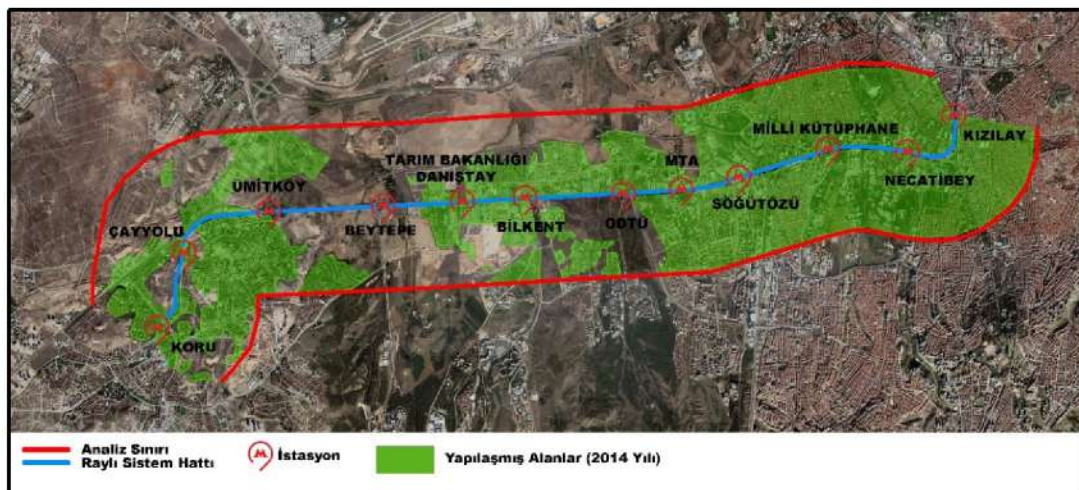 MİLLİ KÜTÜPHANE
KIZILAY
TARIM BAKANLIĞI
DANIŞTAY
MTA
NECATİBEY
ÜMİTKÖY
SÖĞÜTÖZÜ
ODTÜ
BİLKENT
BEYTEPE
ÇAYYOLU
KORU
Analiz Sınırı
Raylı Sistem Hattı
İstasyon
Yapılaşmış Alanlar (2014 Yılı)